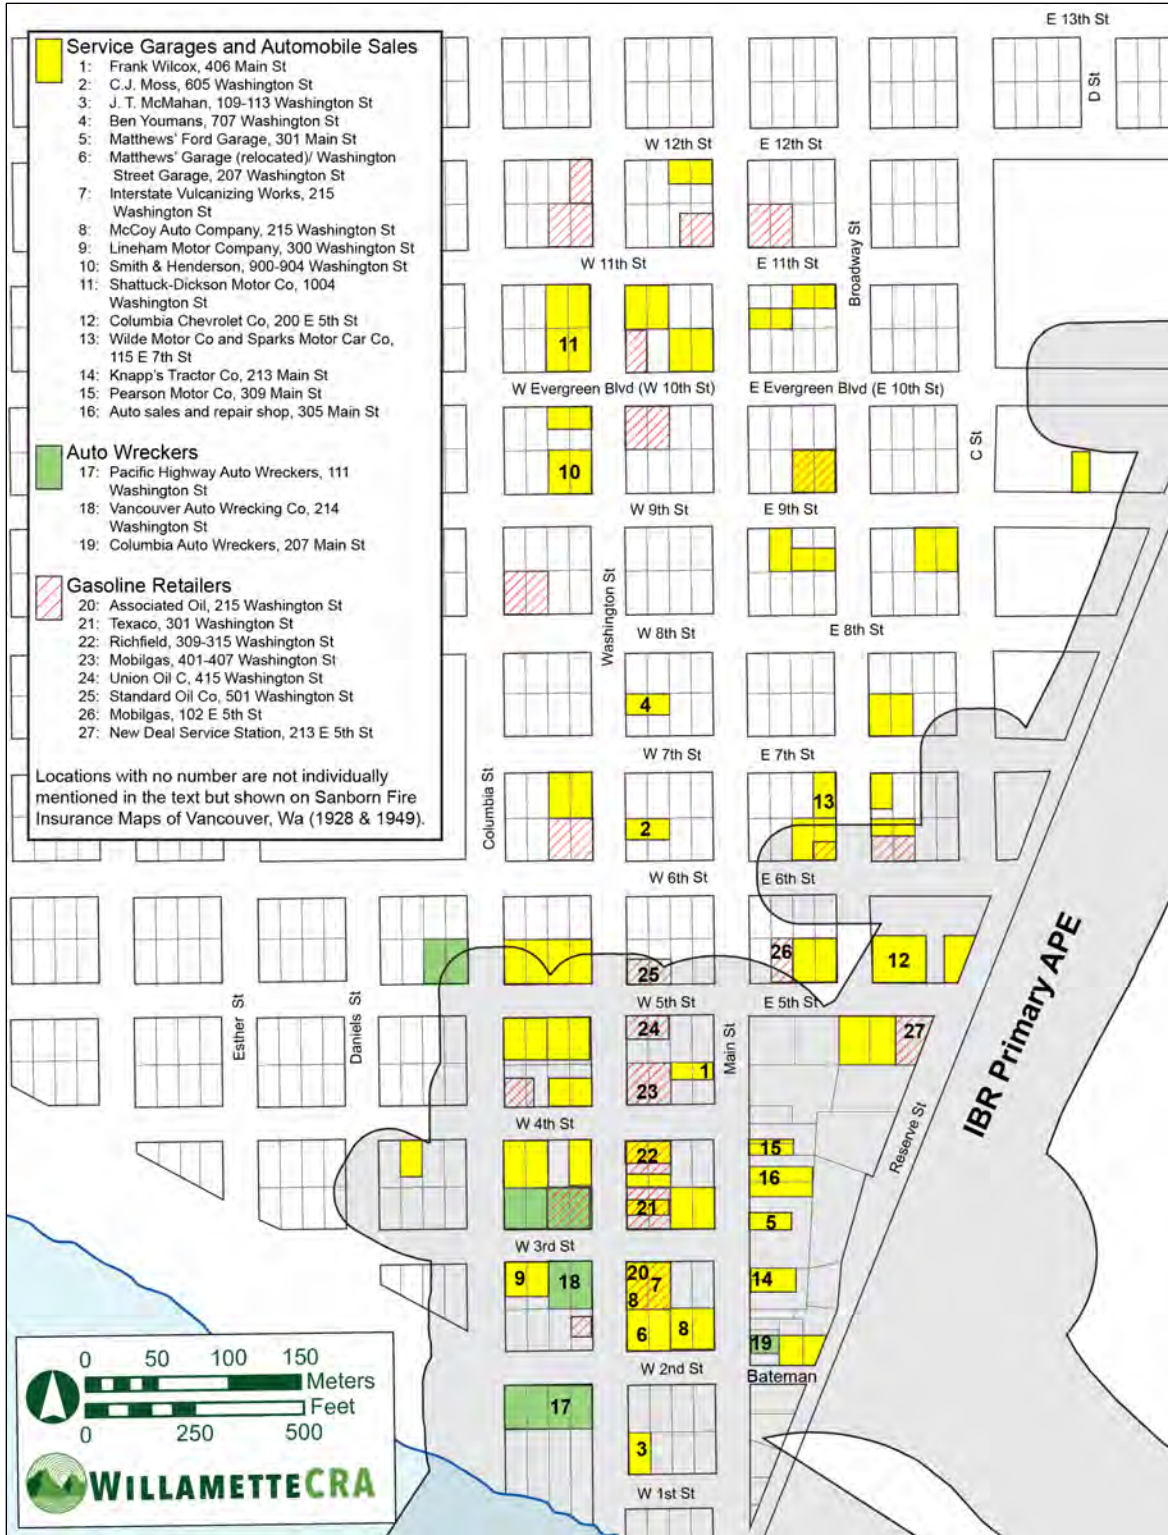 E 13th St
Service Garages and Automobile Sales
1: Frank Wilcox, 406 Main St
2: C.J. Moss, 605 Washington St
3: J. T. McMahan, 109-113 Washington St
4: Ben Youmans, 707 Washington St
5: Matthews' Ford Garage, 301 Main St
6: Matthews' Garage (relocated)/ Washington
Street Garage, 207 Washington St
7: Interstate Vulcanizing Works, 215
Washington St
8: McCoy Auto Company, 215 Washington St
9: Lineham Motor Company, 300 Washington St
10: Smith & Henderson, 900-904 Washington St
11: Shattuck-Dickson Motor Co, 1004
Washington St
12: Columbia Chevrolet Co, 200 E 5th St
13: Wilde Motor Co and Sparks Motor Car Co,
115 E 7th St
14: Knapp's Tractor Co, 213 Main St
15: Pearson Motor Co, 309 Main St
16: Auto sales and repair shop, 305 Main St
Auto Wreckers
17: Pacific Highway Auto Wreckers, 111
Washington St
18: Vancouver Auto Wrecking Co, 214
Washington St
19: Columbia Auto Wreckers, 207 Main St
Gasoline Retailers
20: Associated Oil, 215 Washington St
21: Texaco, 301 Washington St
22: Richfield, 309-315 Washington St
23: Mobilgas, 401-407 Washington St
24: Union Oil C, 415 Washington St
25: Standard Oil Co, 501 Washington St
26: Mobilgas, 102 E 5th St
27: New Deal Service Station, 213 E 5th St
Locations with no number are not individually
mentioned in the text but shown on Sanborn Fire
Insurance Maps of Vancouver, Wa (1928 & 1949).
D St
W 12th St E 12th St
Broadway St
W 11th St E 11th St
11
W Evergreen Blvd (W 10th St) E Evergreen Blvd (E 10th St)
C St
10
W 9th St E 9th St
Washington St
W 8th St E 8th St
4
W 7th St E 7th St
Columbia St
13
2
W 6th St E 6th St
IBR Primary APE
26 12
25
W 5th St E 5th St
Esther St
Daniels St
Main St
24 27
1
23
Reserve St
W 4th St
15
22
16
21
5
W 3rd St
20
9 18 7 14
8
6 8
19
W 2nd St
Bateman
17
3
W 1st St
0 50 100 150
Meters
Feet
0 250 500
WILLAMETTECRA